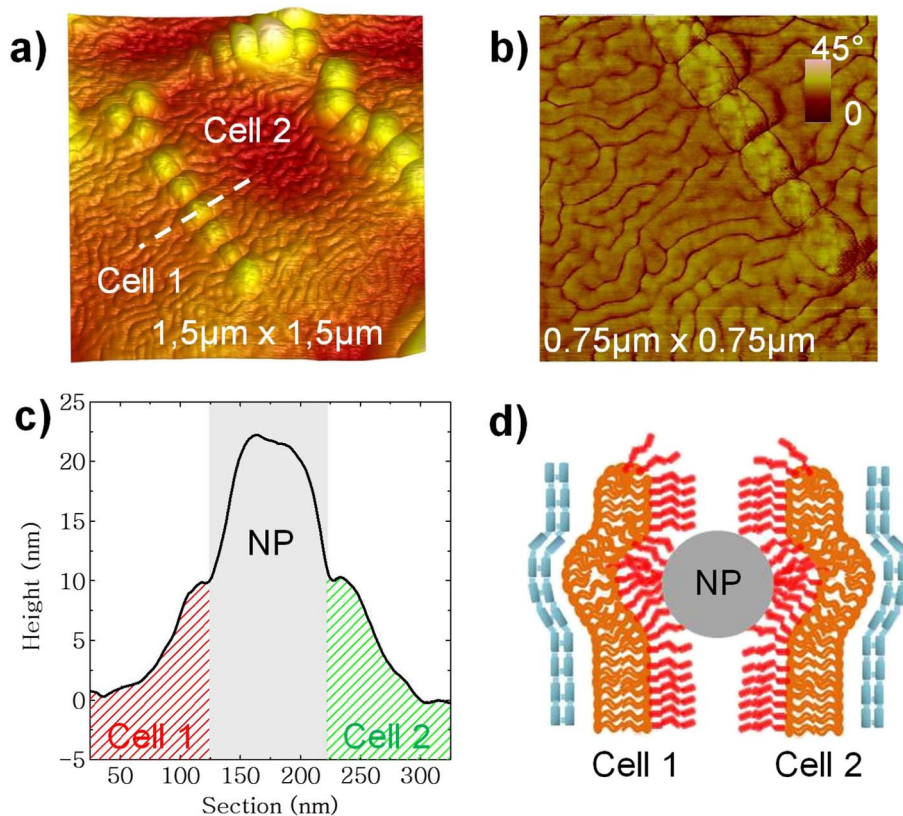 a)
Cell 2
Cell 1
1,5µm x 1,5µm
b)
45°
0
0.75µm x 0.75µm
c)
25
20
15
10
5
0
-5
Height (nm)
NP
Cell 1
Cell 2
50 100 150 200 250 300
Section (nm)
d)
NP
Cell 1
Cell 2